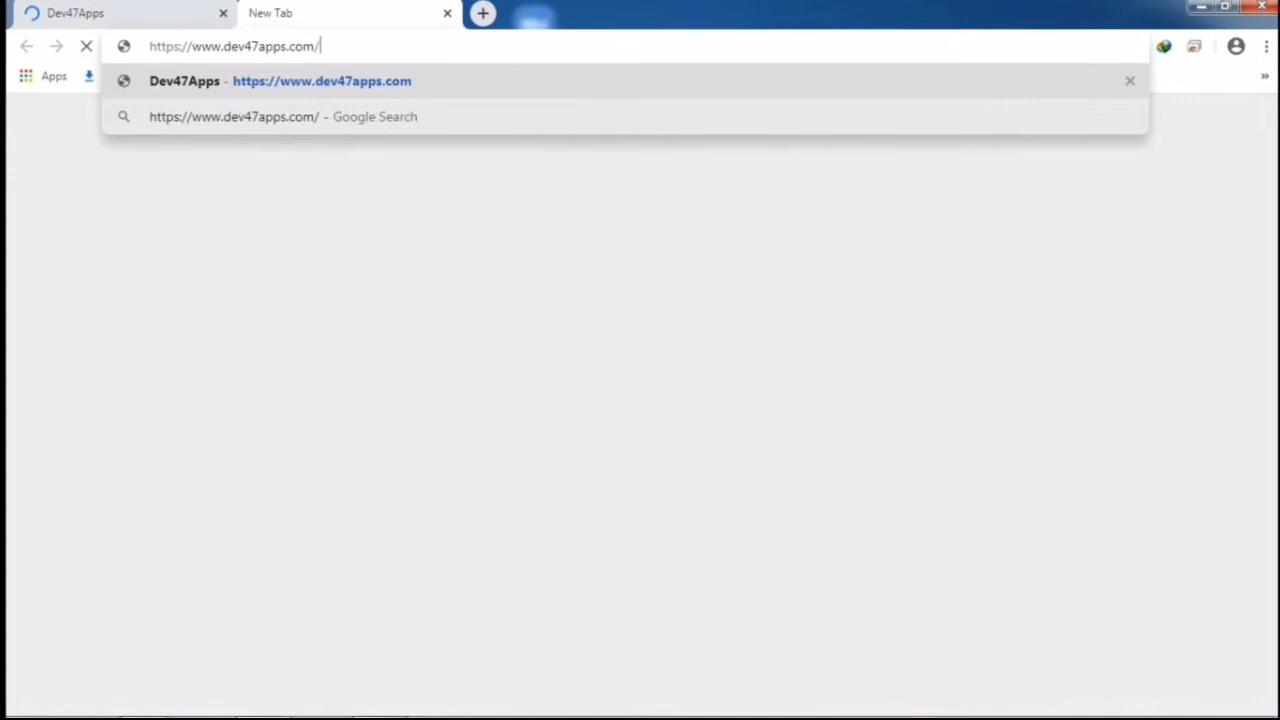 Dev47Apps
New Tab
https://www.dev47apps.com/
Apps
Dev47Apps - https://www.dev47apps.com
https://www.dev47apps.com/ - Google Search